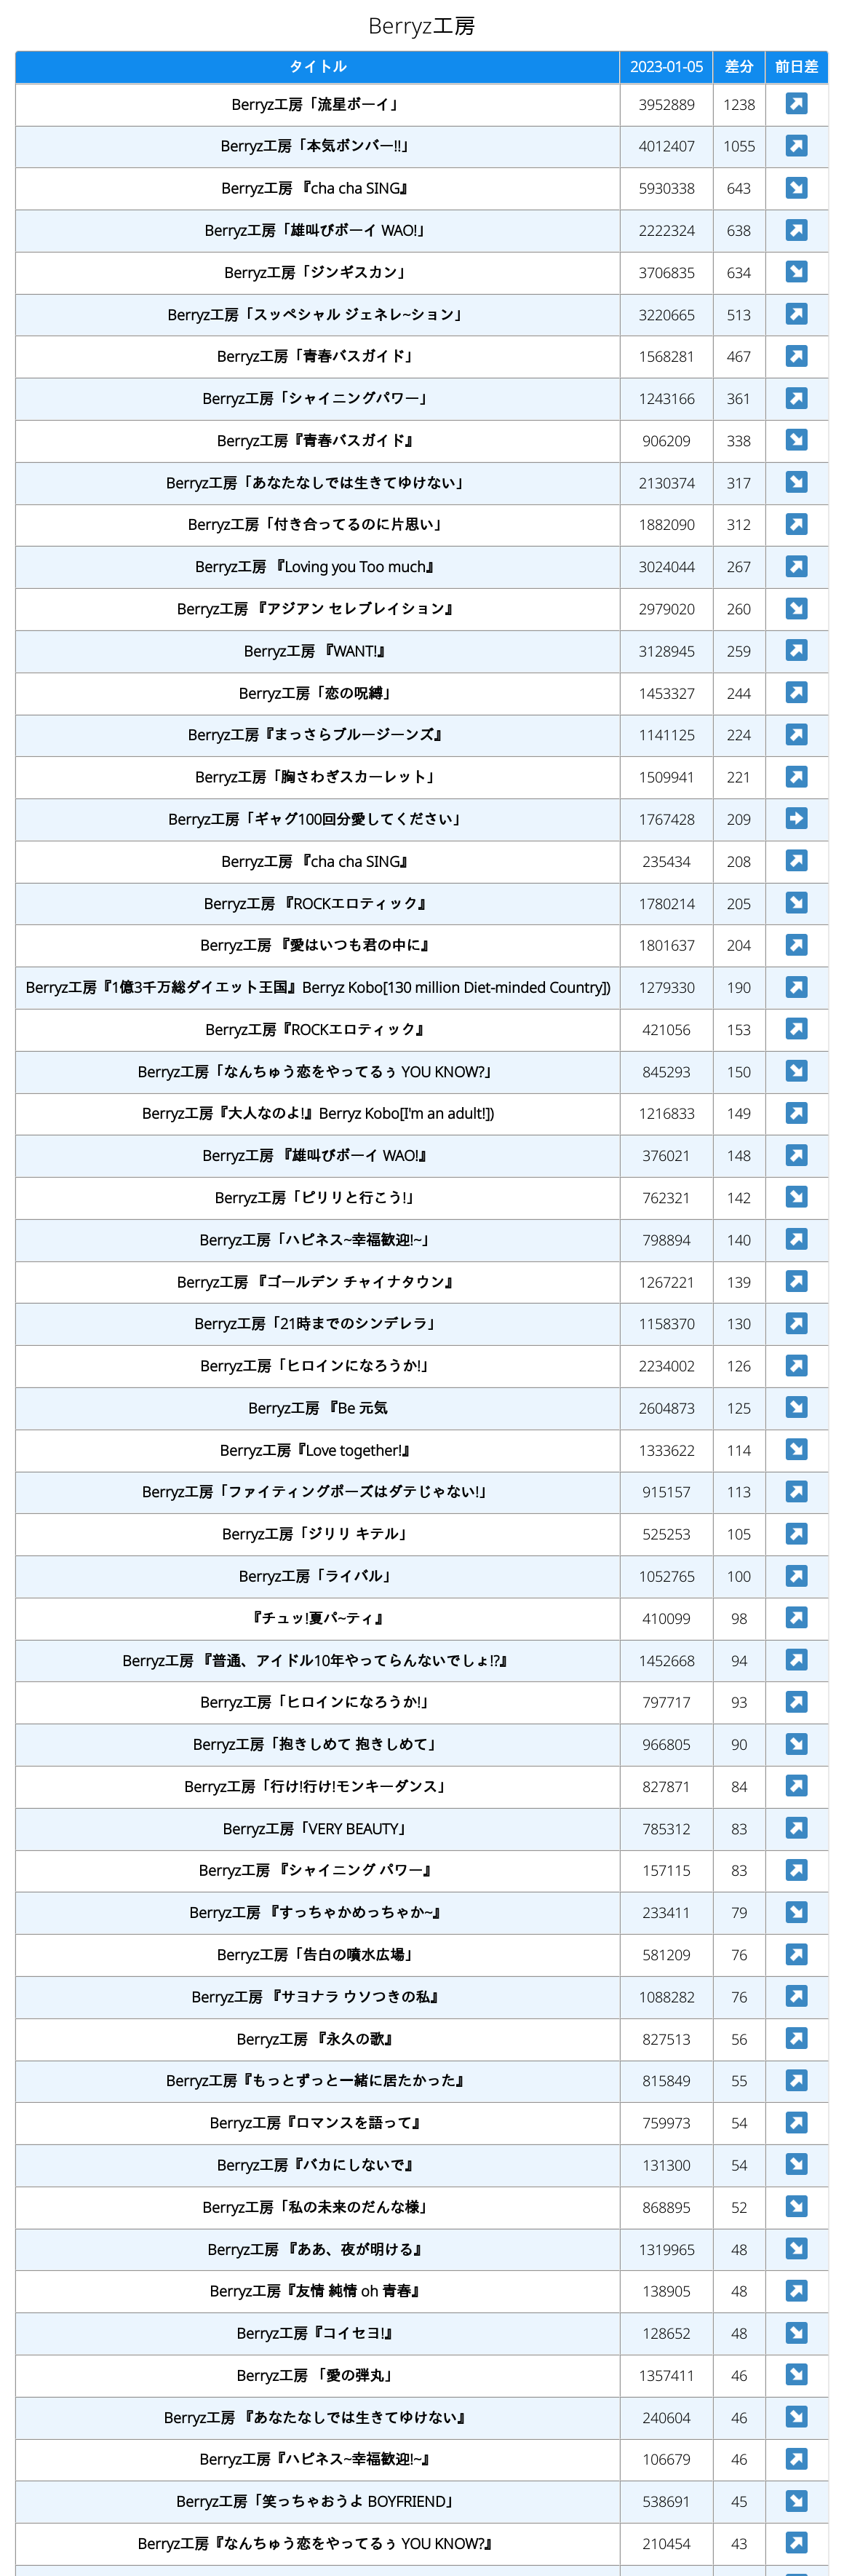 Berryz工房
タイトル 2023-01-05 差分 前日差
Berryz工房「流星ボーイ」 3952889 1238 ↗
Berryz工房「本気ボンバー!!」 4012407 1055 ↗
Berryz工房 『cha cha SING』 5930338 643 ↘
Berryz工房「雄叫びボーイ WAO!」 2222324 638 ↗
Berryz工房「ジンギスカン」 3706835 634 ↘
Berryz工房「スッペシャル ジェネレ~ション」 3220665 513 ↗
Berryz工房「青春バスガイド」 1568281 467 ↗
Berryz工房「シャイニングパワー」 1243166 361 ↗
Berryz工房『青春バスガイド』 906209 338 ↘
Berryz工房「あなたなしでは生きてゆけない」 2130374 317 ↘
Berryz工房「付き合ってるのに片思い」 1882090 312 ↗
Berryz工房 『Loving you Too much』 3024044 267 ↗
Berryz工房 『アジアン セレブレイション』 2979020 260 ↘
Berryz工房 『WANT!』 3128945 259 ↗
Berryz工房「恋の呪縛」 1453327 244 ↗
Berryz工房『まっさらブルージーンズ』 1141125 224 ↗
Berryz工房「胸さわぎスカーレット」 1509941 221 ↗
Berryz工房「ギャグ100回分愛してください」 1767428 209 →
Berryz工房 『cha cha SING』 235434 208 ↗
Berryz工房 『ROCKエロティック』 1780214 205 ↘
Berryz工房 『愛はいつも君の中に』 1801637 204 ↗
Berryz工房『1億3千万総ダイエット王国』Berryz Kobo[130 million Diet-minded Country]) 1279330 190 ↗
Berryz工房『ROCKエロティック』 421056 153 ↗
Berryz工房「なんちゅう恋をやってるぅ YOU KNOW?」 845293 150 ↘
Berryz工房『大人なのよ!』Berryz Kobo[I'm an adult!]) 1216833 149 ↗
Berryz工房 『雄叫びボーイ WAO!』 376021 148 ↗
Berryz工房「ピリリと行こう!」 762321 142 ↘
Berryz工房「ハピネス~幸福歓迎!~」 798894 140 ↗
Berryz工房 『ゴールデン チャイナタウン』 1267221 139 ↗
Berryz工房「21時までのシンデレラ」 1158370 130 ↗
Berryz工房「ヒロインになろうか!」 2234002 126 ↗
Berryz工房 『Be 元気 2604873 125 ↘
Berryz工房『Love together!』 1333622 114 ↘
Berryz工房「ファイティングポーズはダテじゃない!」 915157 113 ↗
Berryz工房「ジリリ キテル」 525253 105 ↗
Berryz工房「ライバル」 1052765 100 ↗
『チュッ!夏パ~ティ』 410099 98 ↗
Berryz工房 『普通、アイドル10年やってらんないでしょ!?』 1452668 94 ↗
Berryz工房「ヒロインになろうか!」 797717 93 ↗
Berryz工房「抱きしめて 抱きしめて」 966805 90 ↘
Berryz工房「行け!行け!モンキーダンス」 827871 84 ↗
Berryz工房「VERY BEAUTY」 785312 83 ↗
Berryz工房 『シャイニング パワー』 157115 83 ↗
Berryz工房 『すっちゃかめっちゃか~』 233411 79 ↘
Berryz工房「告白の噴水広場」 581209 76 ↗
Berryz工房 『サヨナラ ウソつきの私』 1088282 76 ↗
Berryz工房 『永久の歌』 827513 56 ↗
Berryz工房『もっとずっと一緒に居たかった』 815849 55 ↗
Berryz工房『ロマンスを語って』 759973 54 ↗
Berryz工房『バカにしないで』 131300 54 ↘
Berryz工房「私の未来のだんな様」 868895 52 ↘
Berryz工房 『ああ、夜が明ける』 1319965 48 ↘
Berryz工房『友情 純情 oh 青春』 138905 48 ↗
Berryz工房『コイセヨ!』 128652 48 ↘
Berryz工房 「愛の弾丸」 1357411 46 ↘
Berryz工房 『あなたなしでは生きてゆけない』 240604 46 ↘
Berryz工房『ハピネス~幸福歓迎!~』 106679 46 ↗
Berryz工房「笑っちゃおうよ BOYFRIEND」 538691 45 ↘
Berryz工房『なんちゅう恋をやってるぅ YOU KNOW?』 210454 43 ↗